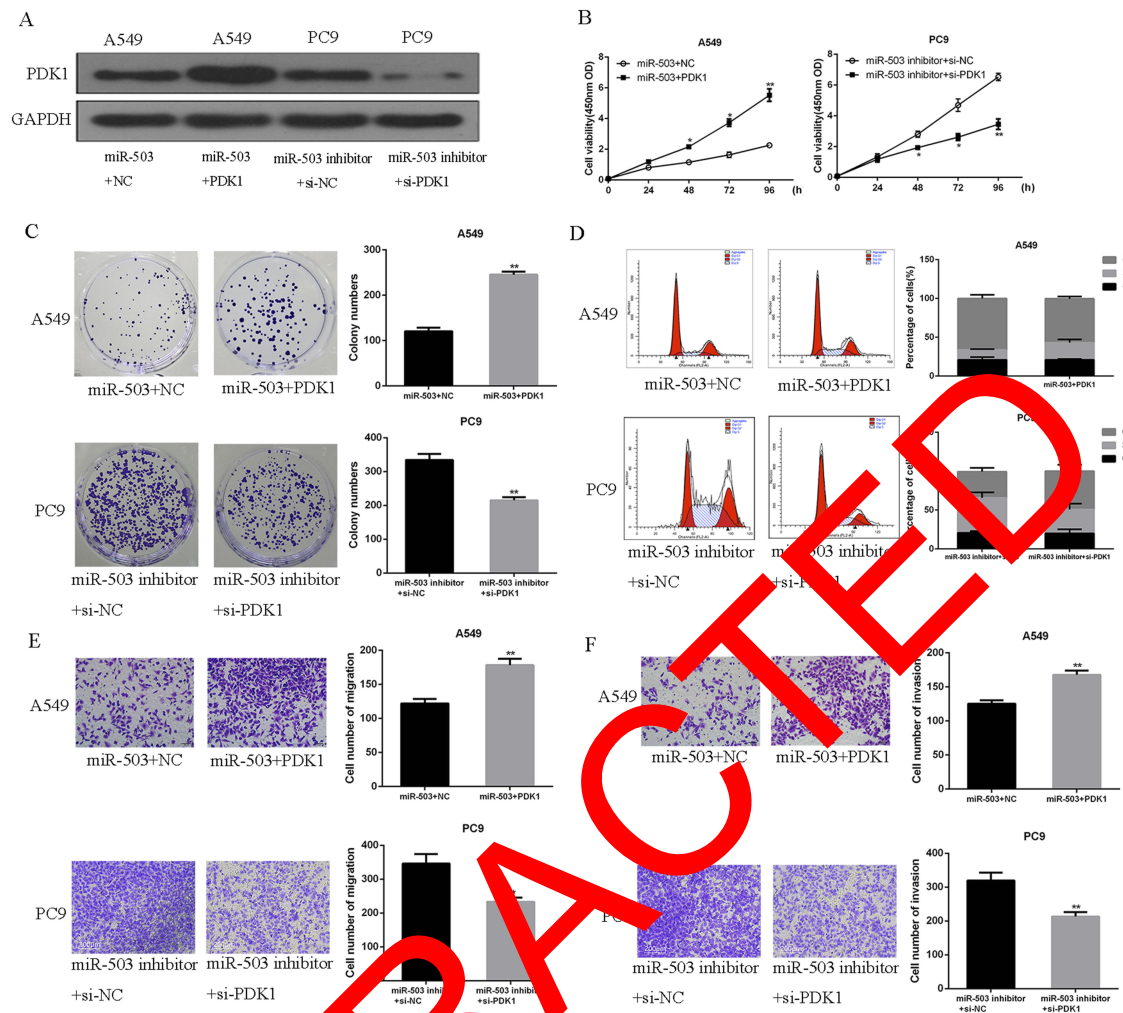 A
A549
A549
PC9
PC9
PDK1
GAPDH
miR-503
+NC
miR-503
+PDK1
miR-503 inhibitor
+si-NC
miR-503 inhibitor
+si-PDK1
B
A549
miR-503+NC
miR-503+PDK1
Cell viability(450nm OD)
8
6
4
2
0
0 24 48 72 96 (h
* * **
PC9
miR-503 inhibitor+si-NC
miR-503 inhibitor+si-PDK1
Cell viability(450nm OD)
8
6
4
2
0
0 24 48 72 96 (h)
* * **
C
A549
miR-503+NC
miR-503+PDK1
A549
Colony numbers
300
200
100
0
**
miR-503+NC
miR-503+PDK1
PC9
miR-503 inhibitor
+si-NC
miR-503 inhibitor
+si-PDK1
PC9
Colony numbers
400
300
200
100
0
**
miR-503 inhibitor
+si-NC
miR-503 inhibitor
+si-PDK1
D
A549
miR-503+NC
miR-503+PDK1
A549
Percentage of cells(%)
150
100
50
0
miR-503+PDK1
PC9
miR-503 inhibitor
+si-NC
50
miR-503 inhibitor+si-PDK1
E
A549
miR-503+NC
miR-503+PDK1
A549
Cell number of migration
200
150
100
50
0
**
miR-503+NC
miR-503+PDK1
PC9
200μm
miR-503 inhibitor
+si-NC
miR-503 inhibitor
+si-PDK1
PC9
Cell number of migration
400
300
200
100
+si-NC
+si-PDK1
F
A549
miR-503+NC
miR-503+PDK1
A549
Cell number of invasion
200
150
100
50
0
**
miR-503+NC
miR-503+PDK1
200μm
miR-503 inhibitor
+si-NC
miR-503 inhibitor
+si-PDK1
PC9
Cell number of invasion
400
300
200
100
0
**
miR-503 inhibitor
+si-NC
miR-503 inhibitor
+si-PDK1
RACTED